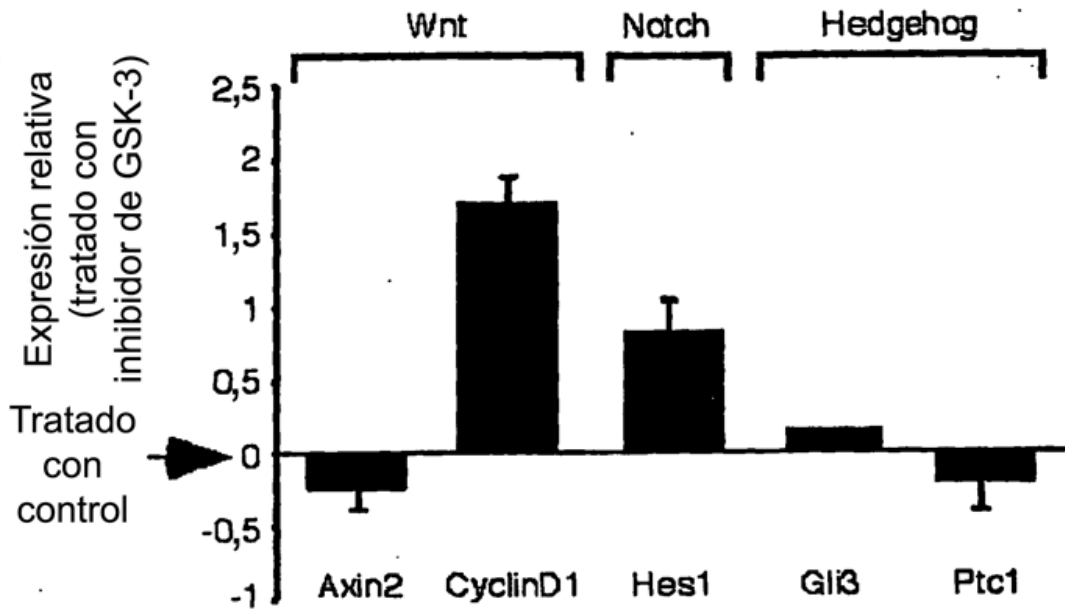 Wnt Notch Hedgehog
Expresión relativa
(tratado con
inhibidor de GSK-3)
2,5
2
1,5
1
0,5
0
-0,5
-1
Tratado
con
control
Axin2 CyclinD1 Hes1 Gli3 Ptc1